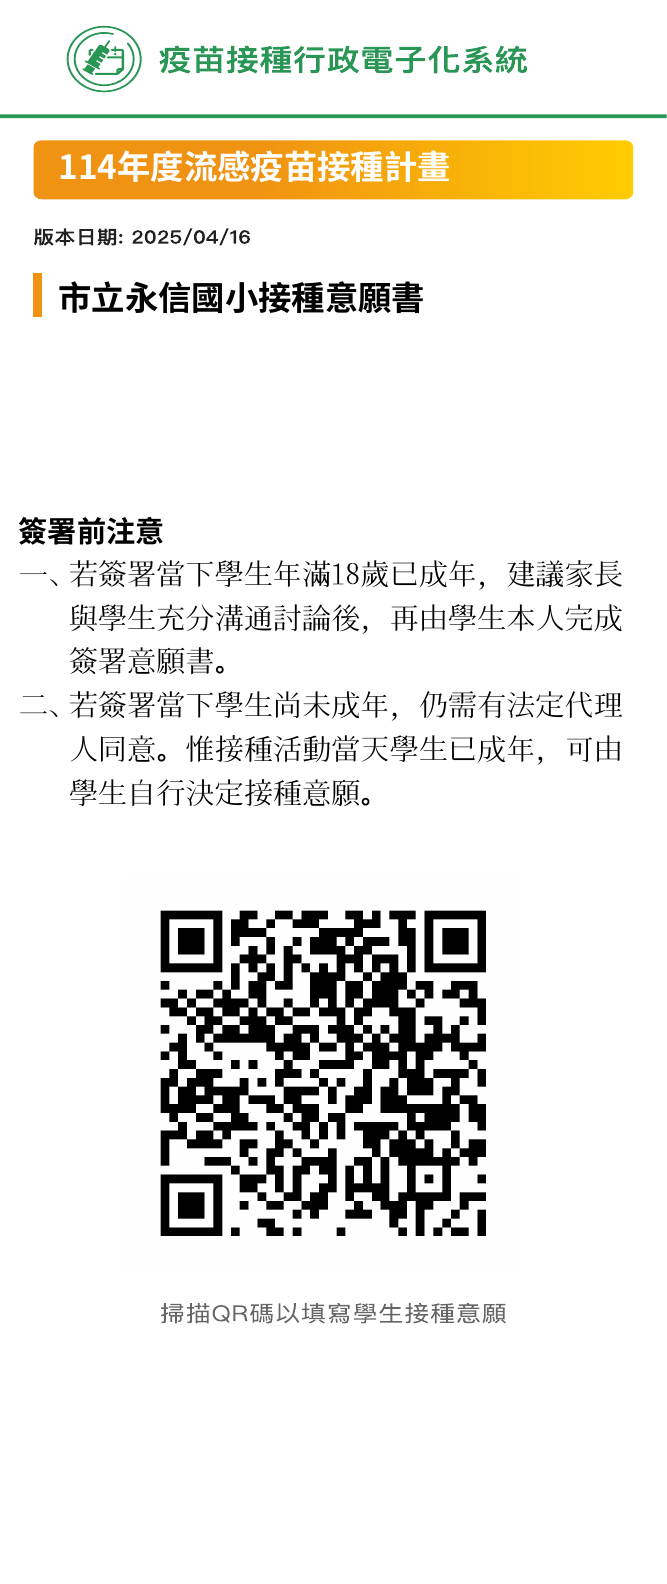 疫苗接種行政電子化系統
114年度流感疫苗接種計畫
版本日期: 2025/04/16
市立永信國小接種意願書
簽署前注意
一、若簽署當下學生年滿18歲已成年，建議家長
與學生充分溝通討論後，再由學生本人完成
簽署意願書。
二、若簽署當下學生尚未成年，仍需有法定代理
人同意。惟接種活動當天學生已成年，可由
學生自行決定接種意願。
掃描QR碼以填寫學生接種意願